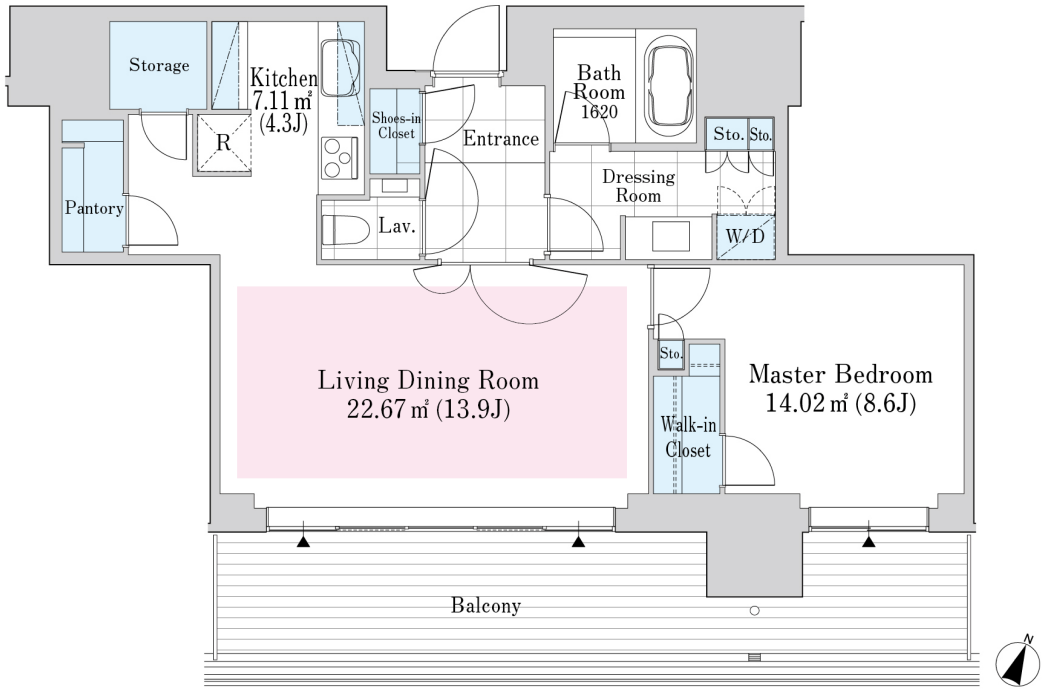 Storage
Kitchen
7.11㎡
(4.3J)
R
Shoes-in
Closet
Entrance
Bath
Room
1620
Sto.
Sto.
Dressing
Room
Pantory
Lav.
W/D
Living Dining Room
22.67㎡(13.9J)
Sto.
Master Bedroom
14.02㎡(8.6J)
Walk-in
Closet
Balcony
N